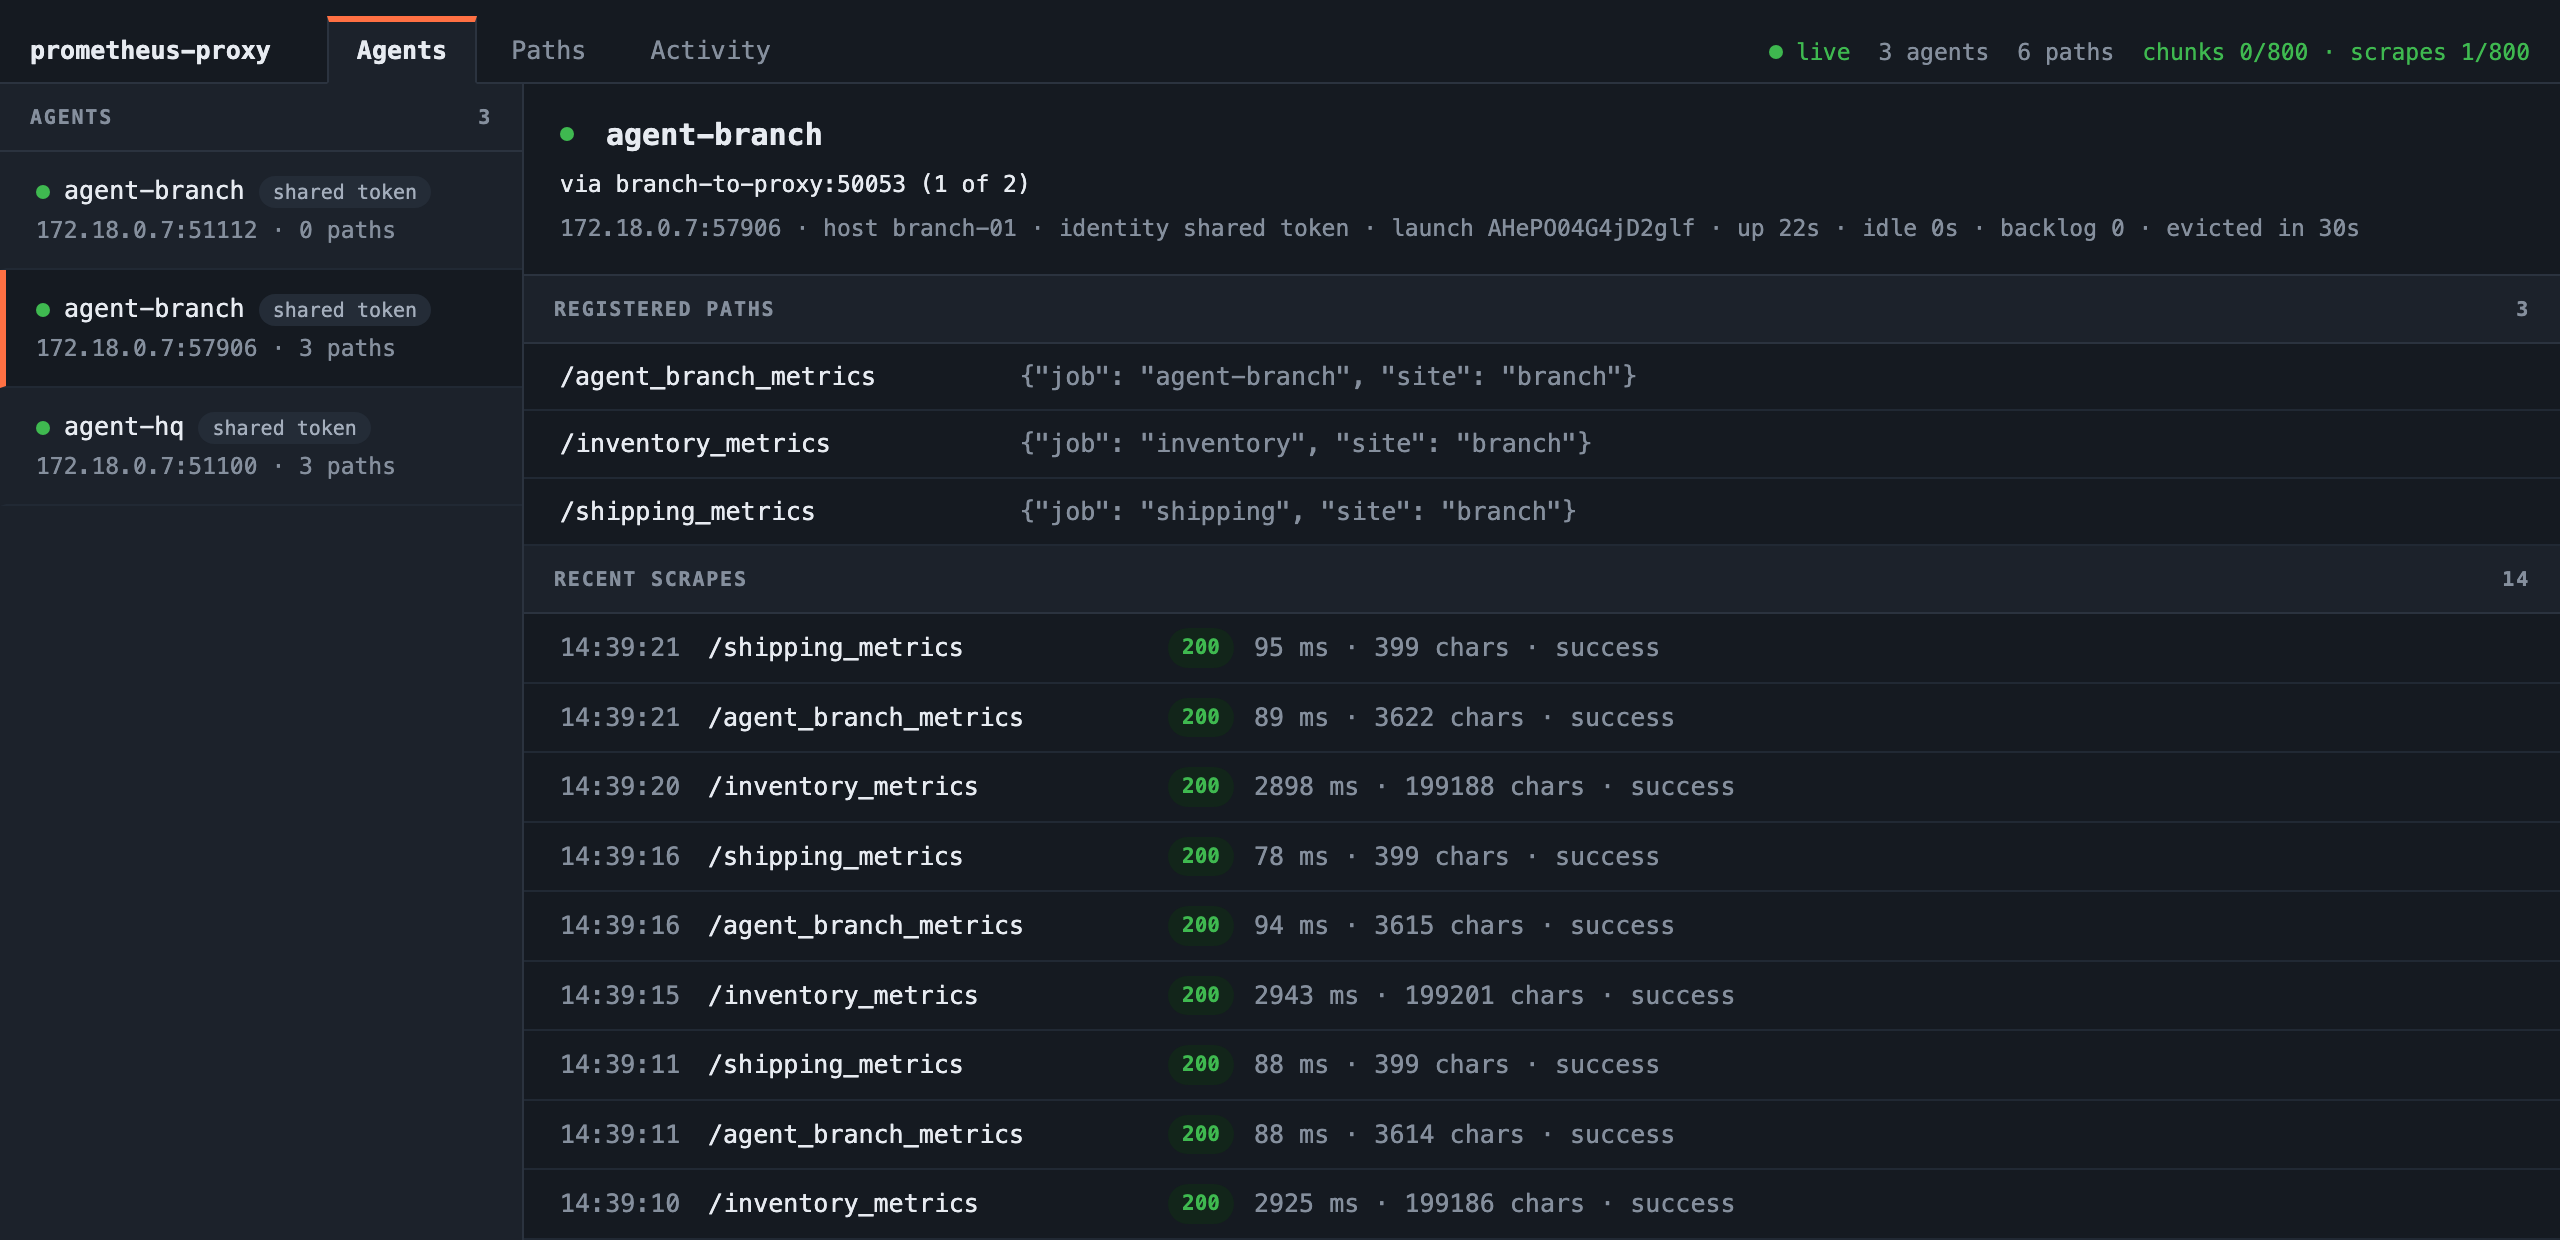 prometheus-proxy Agents Paths Activity live 3 agents 6 paths chunks 0/800 · scrapes 1/800
AGENTS 3
agent-branch shared token
172.18.0.7:51112 · 0 paths
agent-branch shared token
172.18.0.7:57906 · 3 paths
agent-hq shared token
172.18.0.7:51100 · 3 paths
agent-branch
via branch-to-proxy:50053 (1 of 2)
172.18.0.7:57906 · host branch-01 · identity shared token · launch AHePO04G4jD2glf · up 22s · idle 0s · backlog 0 · evicted in 30s
REGISTERED PATHS 3
/agent_branch_metrics {"job": "agent-branch", "site": "branch"}
/inventory_metrics {"job": "inventory", "site": "branch"}
/shipping_metrics {"job": "shipping", "site": "branch"}
RECENT SCRAPES 14
14:39:21 /shipping_metrics 200 95 ms · 399 chars · success
14:39:21 /agent_branch_metrics 200 89 ms · 3622 chars · success
14:39:20 /inventory_metrics 200 2898 ms · 199188 chars · success
14:39:16 /shipping_metrics 200 78 ms · 399 chars · success
14:39:16 /agent_branch_metrics 200 94 ms · 3615 chars · success
14:39:15 /inventory_metrics 200 2943 ms · 199201 chars · success
14:39:11 /shipping_metrics 200 88 ms · 399 chars · success
14:39:11 /agent_branch_metrics 200 88 ms · 3614 chars · success
14:39:10 /inventory_metrics 200 2925 ms · 199186 chars · success